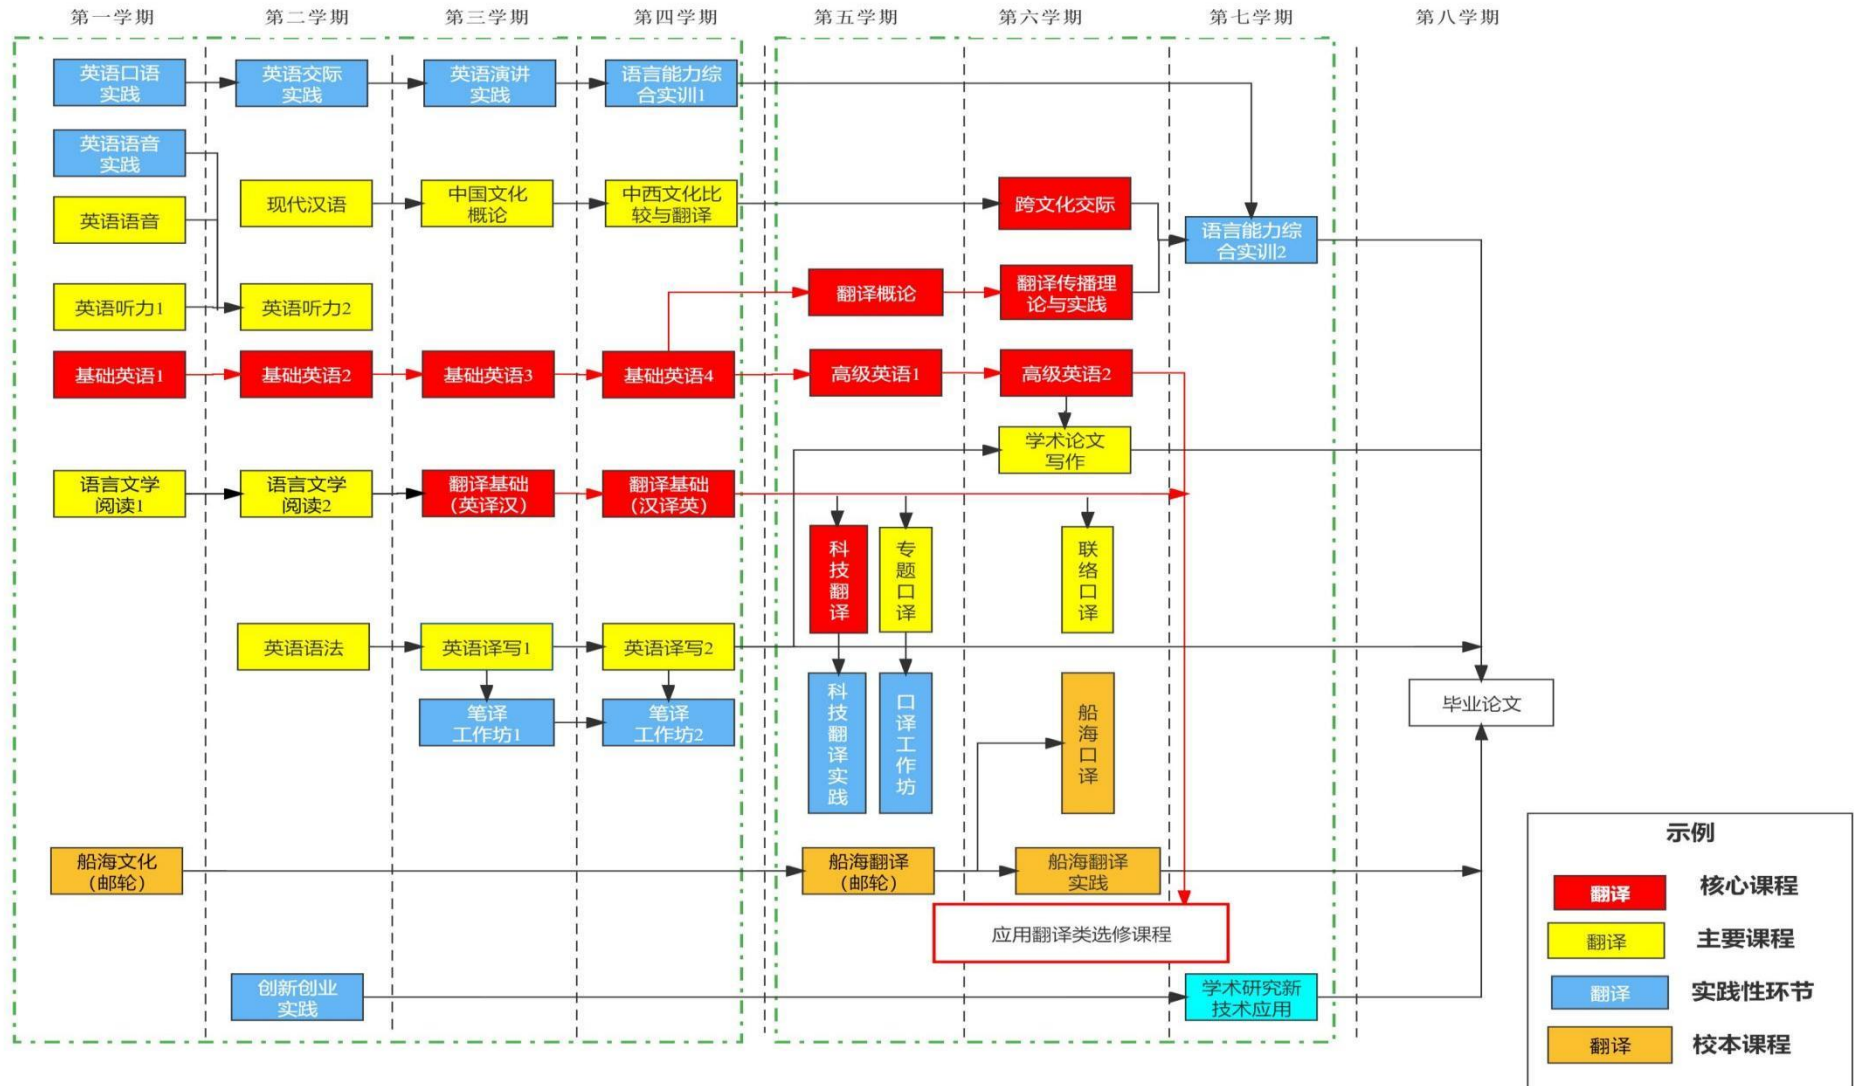 第一学期
第二学期
第三学期
第四学期
第五学期
第六学期
第七学期
第八学期
英语口语
实践
英语交际
实践
英语演讲
实践
语言能力综
合实训1
英语语音
实践
现代汉语
中国文化
概论
中西文化比
较与翻译
跨文化交际
英语语音
语言能力综
合实训2
英语听力1
英语听力2
翻译概论
翻译传播理
论与实践
基础英语1
基础英语2
基础英语3
基础英语4
高级英语1
高级英语2
学术论文
写作
语言文学
阅读1
语言文学
阅读2
翻译基础
（英译汉）
翻译基础
（汉译英）
科技翻译
专题口译
联络口译
英语语法
英语译写1
英语译写2
笔译
工作坊1
笔译
工作坊2
科技翻译实践
口译工作坊
船海口译
毕业论文
船海文化
（邮轮）
船海翻译
（邮轮）
船海翻译
实践
应用翻译类选修课程
创新创业
实践
学术研究新
技术应用
示例
翻译 核心课程
翻译 主要课程
翻译 实践性环节
翻译 校本课程